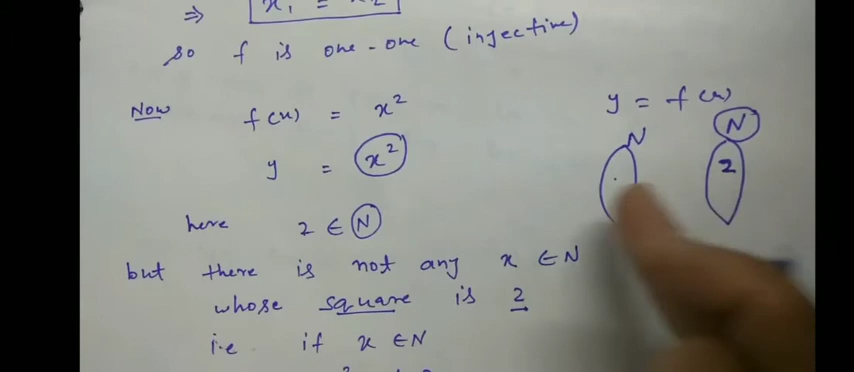 ⇒ x₁ = x₂
so f is one-one (injective)
Now f(x) = x²
y = f(x)
y = x²
N
N
2
here 2 ∈ N
but there is not any x ∈ N
whose square is 2
i.e if x ∈ N